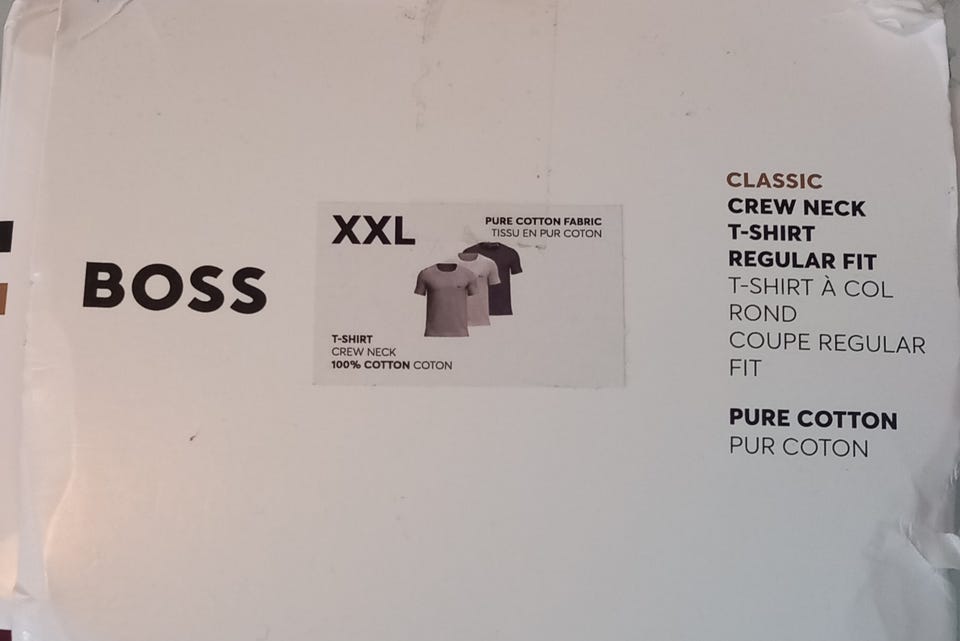 BOSS
XXL
PURE COTTON FABRIC
TISSU EN PUR COTON
T-SHIRT
CREW NECK
100% COTTON COTON
CLASSIC
CREW NECK
T-SHIRT
REGULAR FIT
T-SHIRT À COL
ROND
COUPE REGULAR
FIT
PURE COTTON
PUR COTON